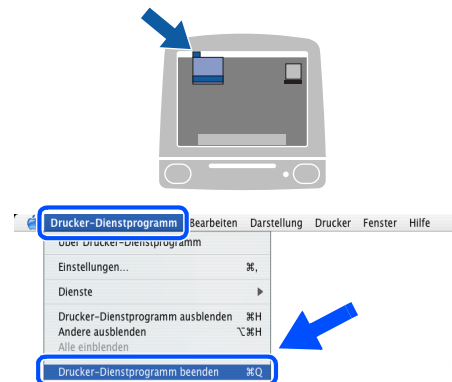 Drucker-Dienstprogramm Bearbeiten Darstellung Drucker Fenster Hilfe
Über Drucker-Dienstprogramm
Einstellungen... ⌘,
Dienste ▶
Drucker-Dienstprogramm ausblenden ⌘H
Andere ausblenden ⌥⌘H
Alle einblenden
Drucker-Dienstprogramm beenden ⌘Q